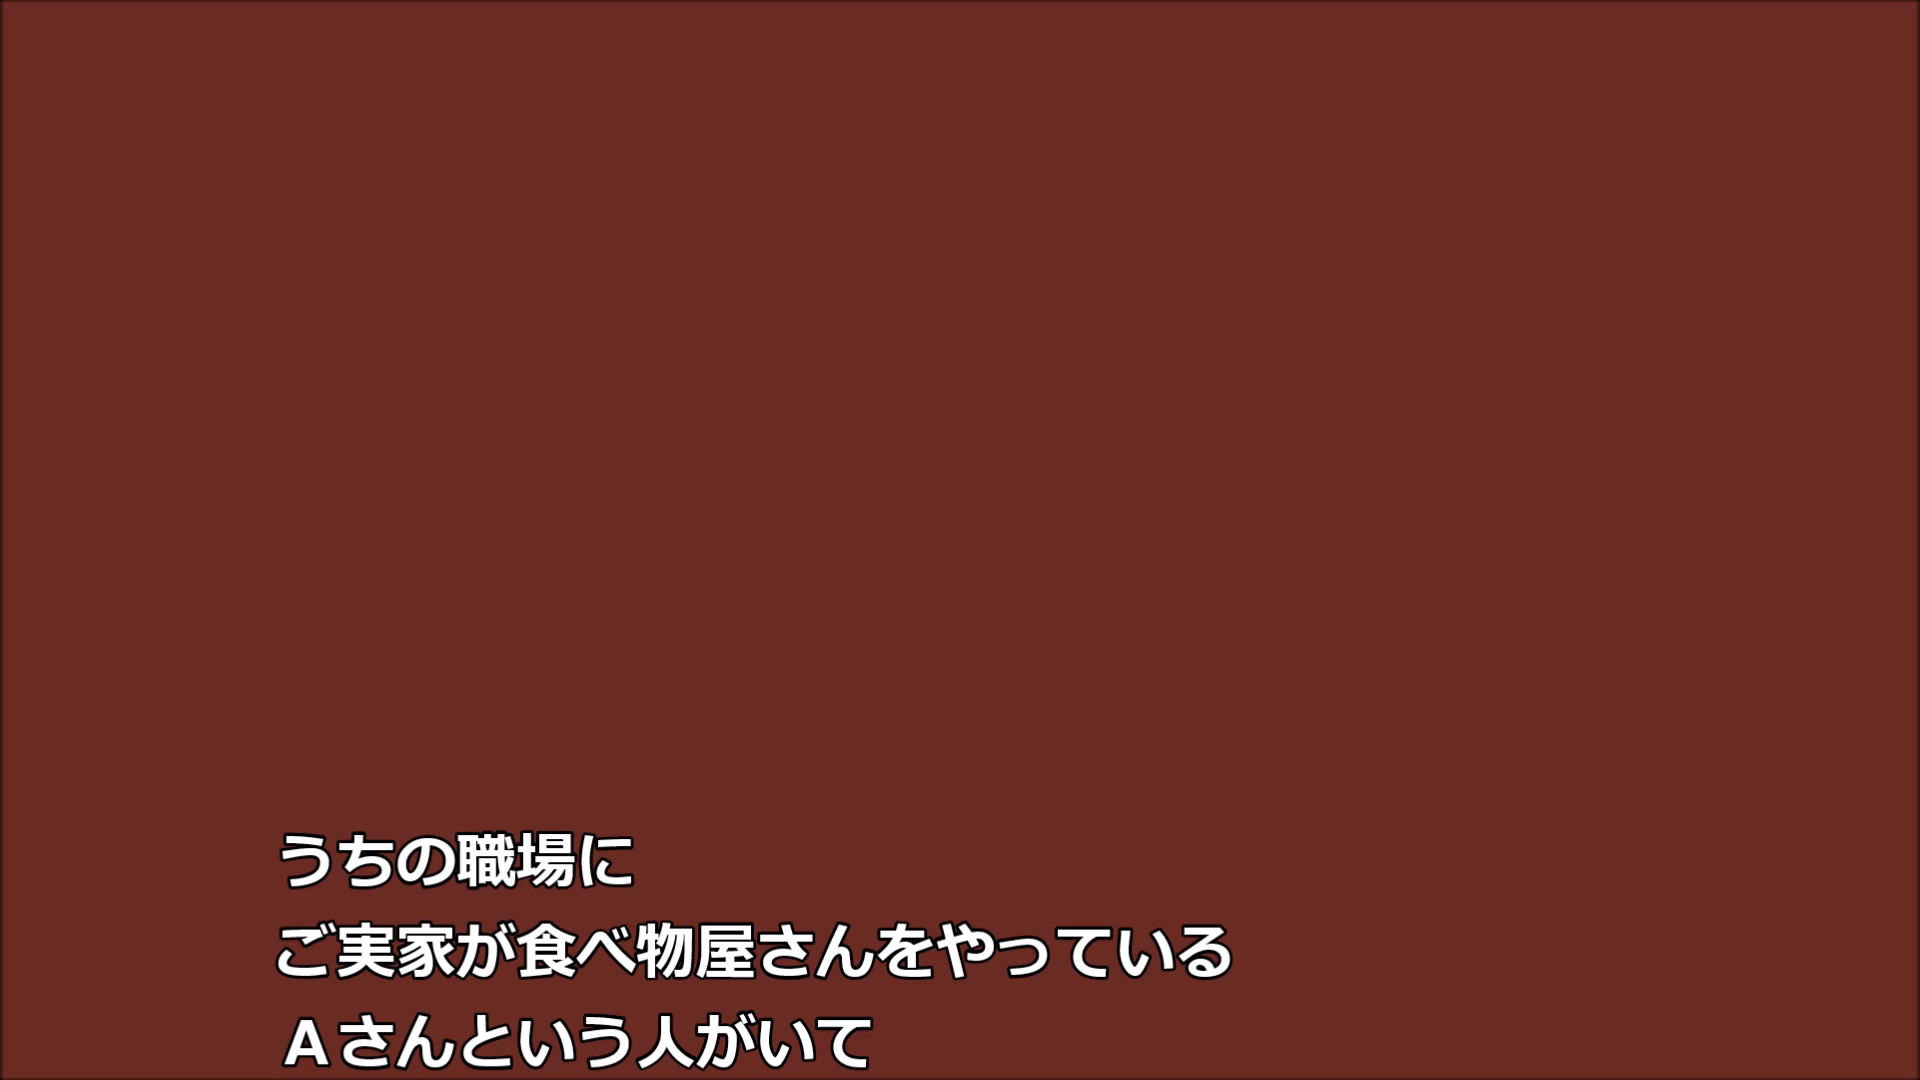 うちの職場に
ご実家が食べ物屋さんをやっている
Ａさんという人がいて